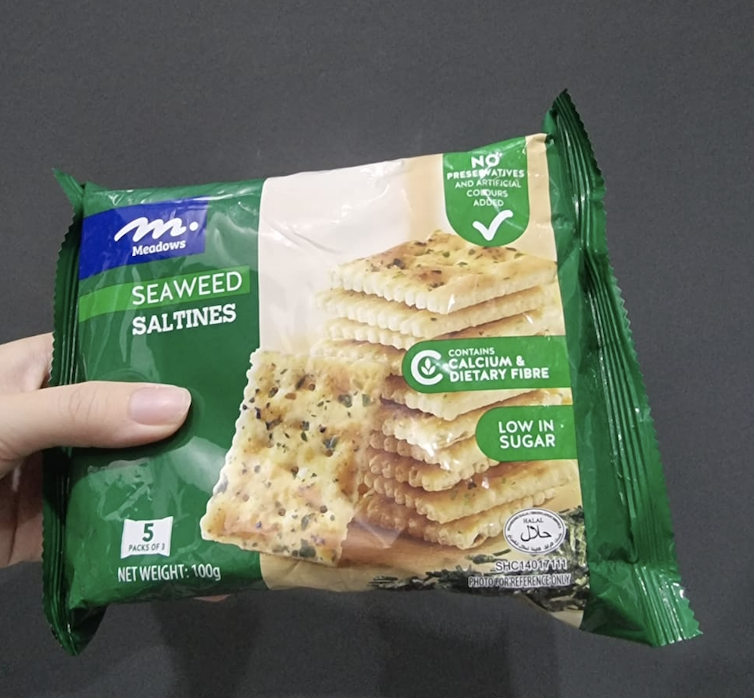 m.
Meadows
SEAWEED
SALTINES
NO
PRESERVATIVES
AND ARTIFICIAL
COLOURS
ADDED
CONTAINS
CALCIUM &
DIETARY FIBRE
LOW IN
SUGAR
5
PACKS OF 3
NET WEIGHT: 100g
HALAL
حلال
SHC14017111
PHOTO FOR REFERENCE ONLY